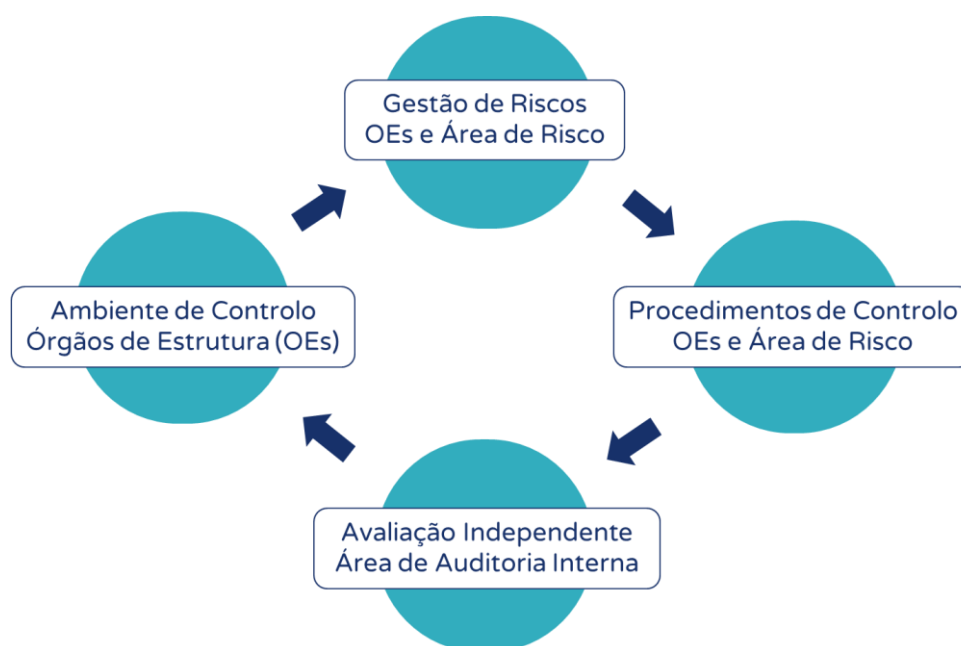 Gestão de Riscos
OEs e Área de Risco
Ambiente de Controlo
Órgãos de Estrutura (OEs)
Procedimentos de Controlo
OEs e Área de Risco
Avaliação Independente
Área de Auditoria Interna